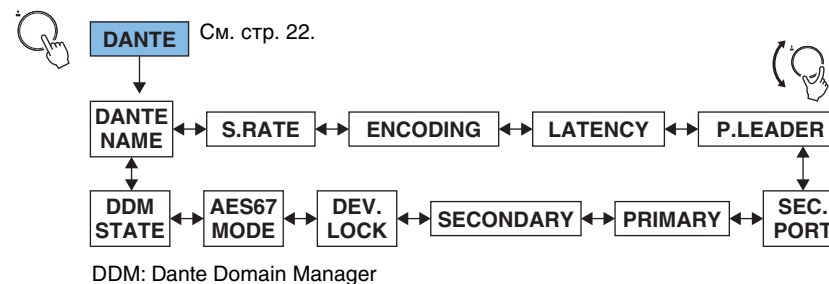 DANTE См. стр. 22.
DANTE NAME
S.RATE
ENCODING
LATENCY
P.LEADER
DDM STATE
AES67 MODE
DEV. LOCK
SECONDARY
PRIMARY
SEC. PORT
DDM: Dante Domain Manager